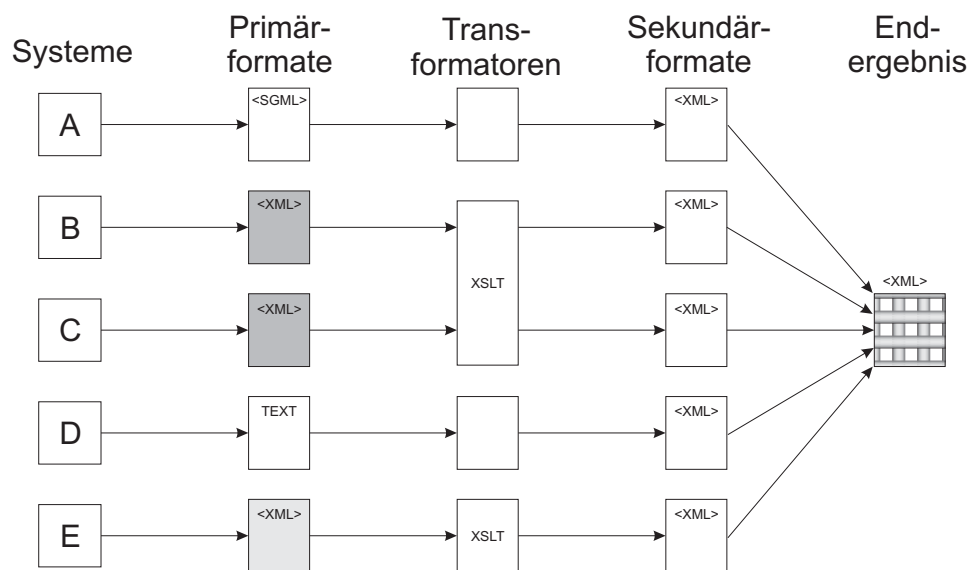 Systeme
Primär-
formate
Trans-
formatoren
Sekundär-
formate
End-
ergebnis
A
<SGML>
<XML>
B
<XML>
<XML>
XSLT
<XML>
C
<XML>
<XML>
D
TEXT
<XML>
E
<XML>
XSLT
<XML>